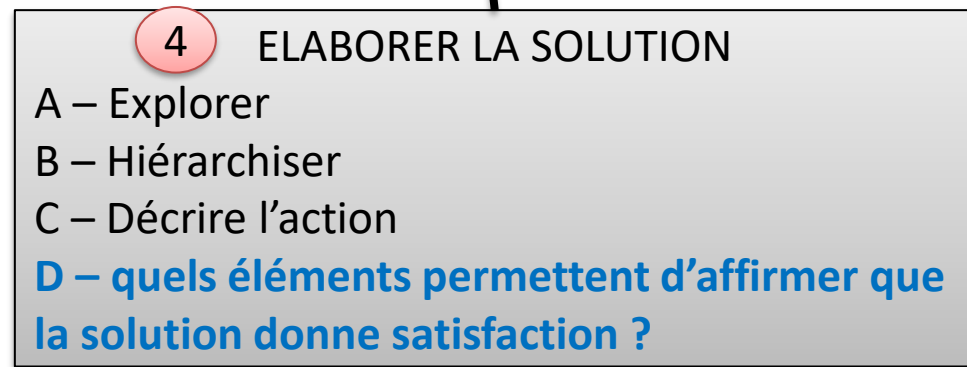 4 ELABORER LA SOLUTION
A – Explorer
B – Hiérarchiser
C – Décrire l’action
D – quels éléments permettent d’affirmer que
la solution donne satisfaction ?